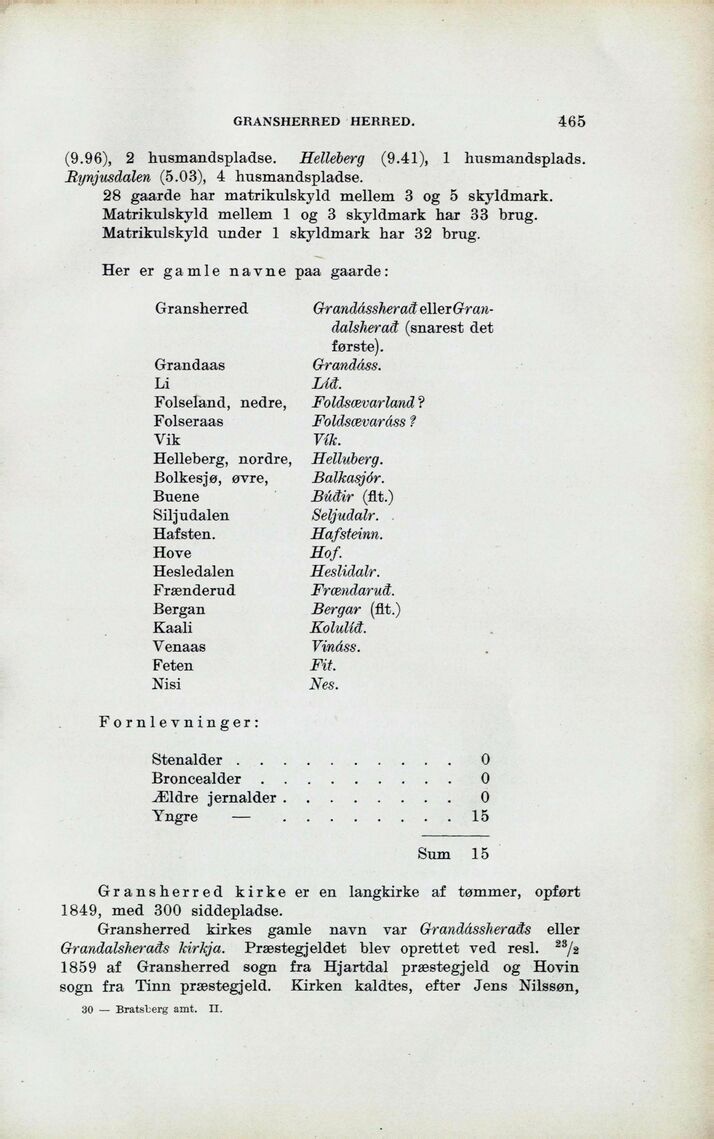 GRANSHERRED HERRED. 465
(9.96), 2 husmandspladse. Helleberg (9.41), 1 husmandsplads.
Rynjusdalen (5.03), 4 husmandspladse.
28 gaarde har matrikulskyld mellem 3 og 5 skyldmark.
Matrikulskyld mellem 1 og 3 skyldmark har 33 brug.
Matrikulskyld under 1 skyldmark har 32 brug.
Her er gamle navne paa gaarde:
Gransherred Grandássherað eller Gran-
dalsherað (snarest det
første).
Grandaas Grandáss.
Li Líð.
Folseland, nedre, Foldsævarland?
Folseraas Foldsævaráss?
Vik Vík.
Helleberg, nordre, Helluberg.
Bolkesjø, øvre, Balkasjór.
Buene Búðir (flt.)
Siljudalen Seljudalr.
Hafsten. Hafsteinn.
Hove Hof.
Hesledalen Heslidalr.
Frænderud Frændaruð.
Bergan Bergar (flt.)
Kaali Kolulíð.
Venaas Vináss.
Feten Fit.
Nisi Nes.
Fornlevninger:
Stenalder . . . . . . . . . . 0
Broncealder . . . . . . . . . 0
Ældre jernalder . . . . . . . . 0
Yngre — . . . . . . . . 15
Sum 15
Gransherred kirke er en langkirke af tømmer, opført
1849, med 300 siddepladse.
Gransherred kirkes gamle navn var Grandássheraðs eller
Grandalsheraðs kirkja. Præstegjeldet blev oprettet ved resl. 23/2
1859 af Gransherred sogn fra Hjartdal præstegjeld og Hovin
sogn fra Tinn præstegjeld. Kirken kaldtes, efter Jens Nilssøn,
30 — Bratsberg amt. II.